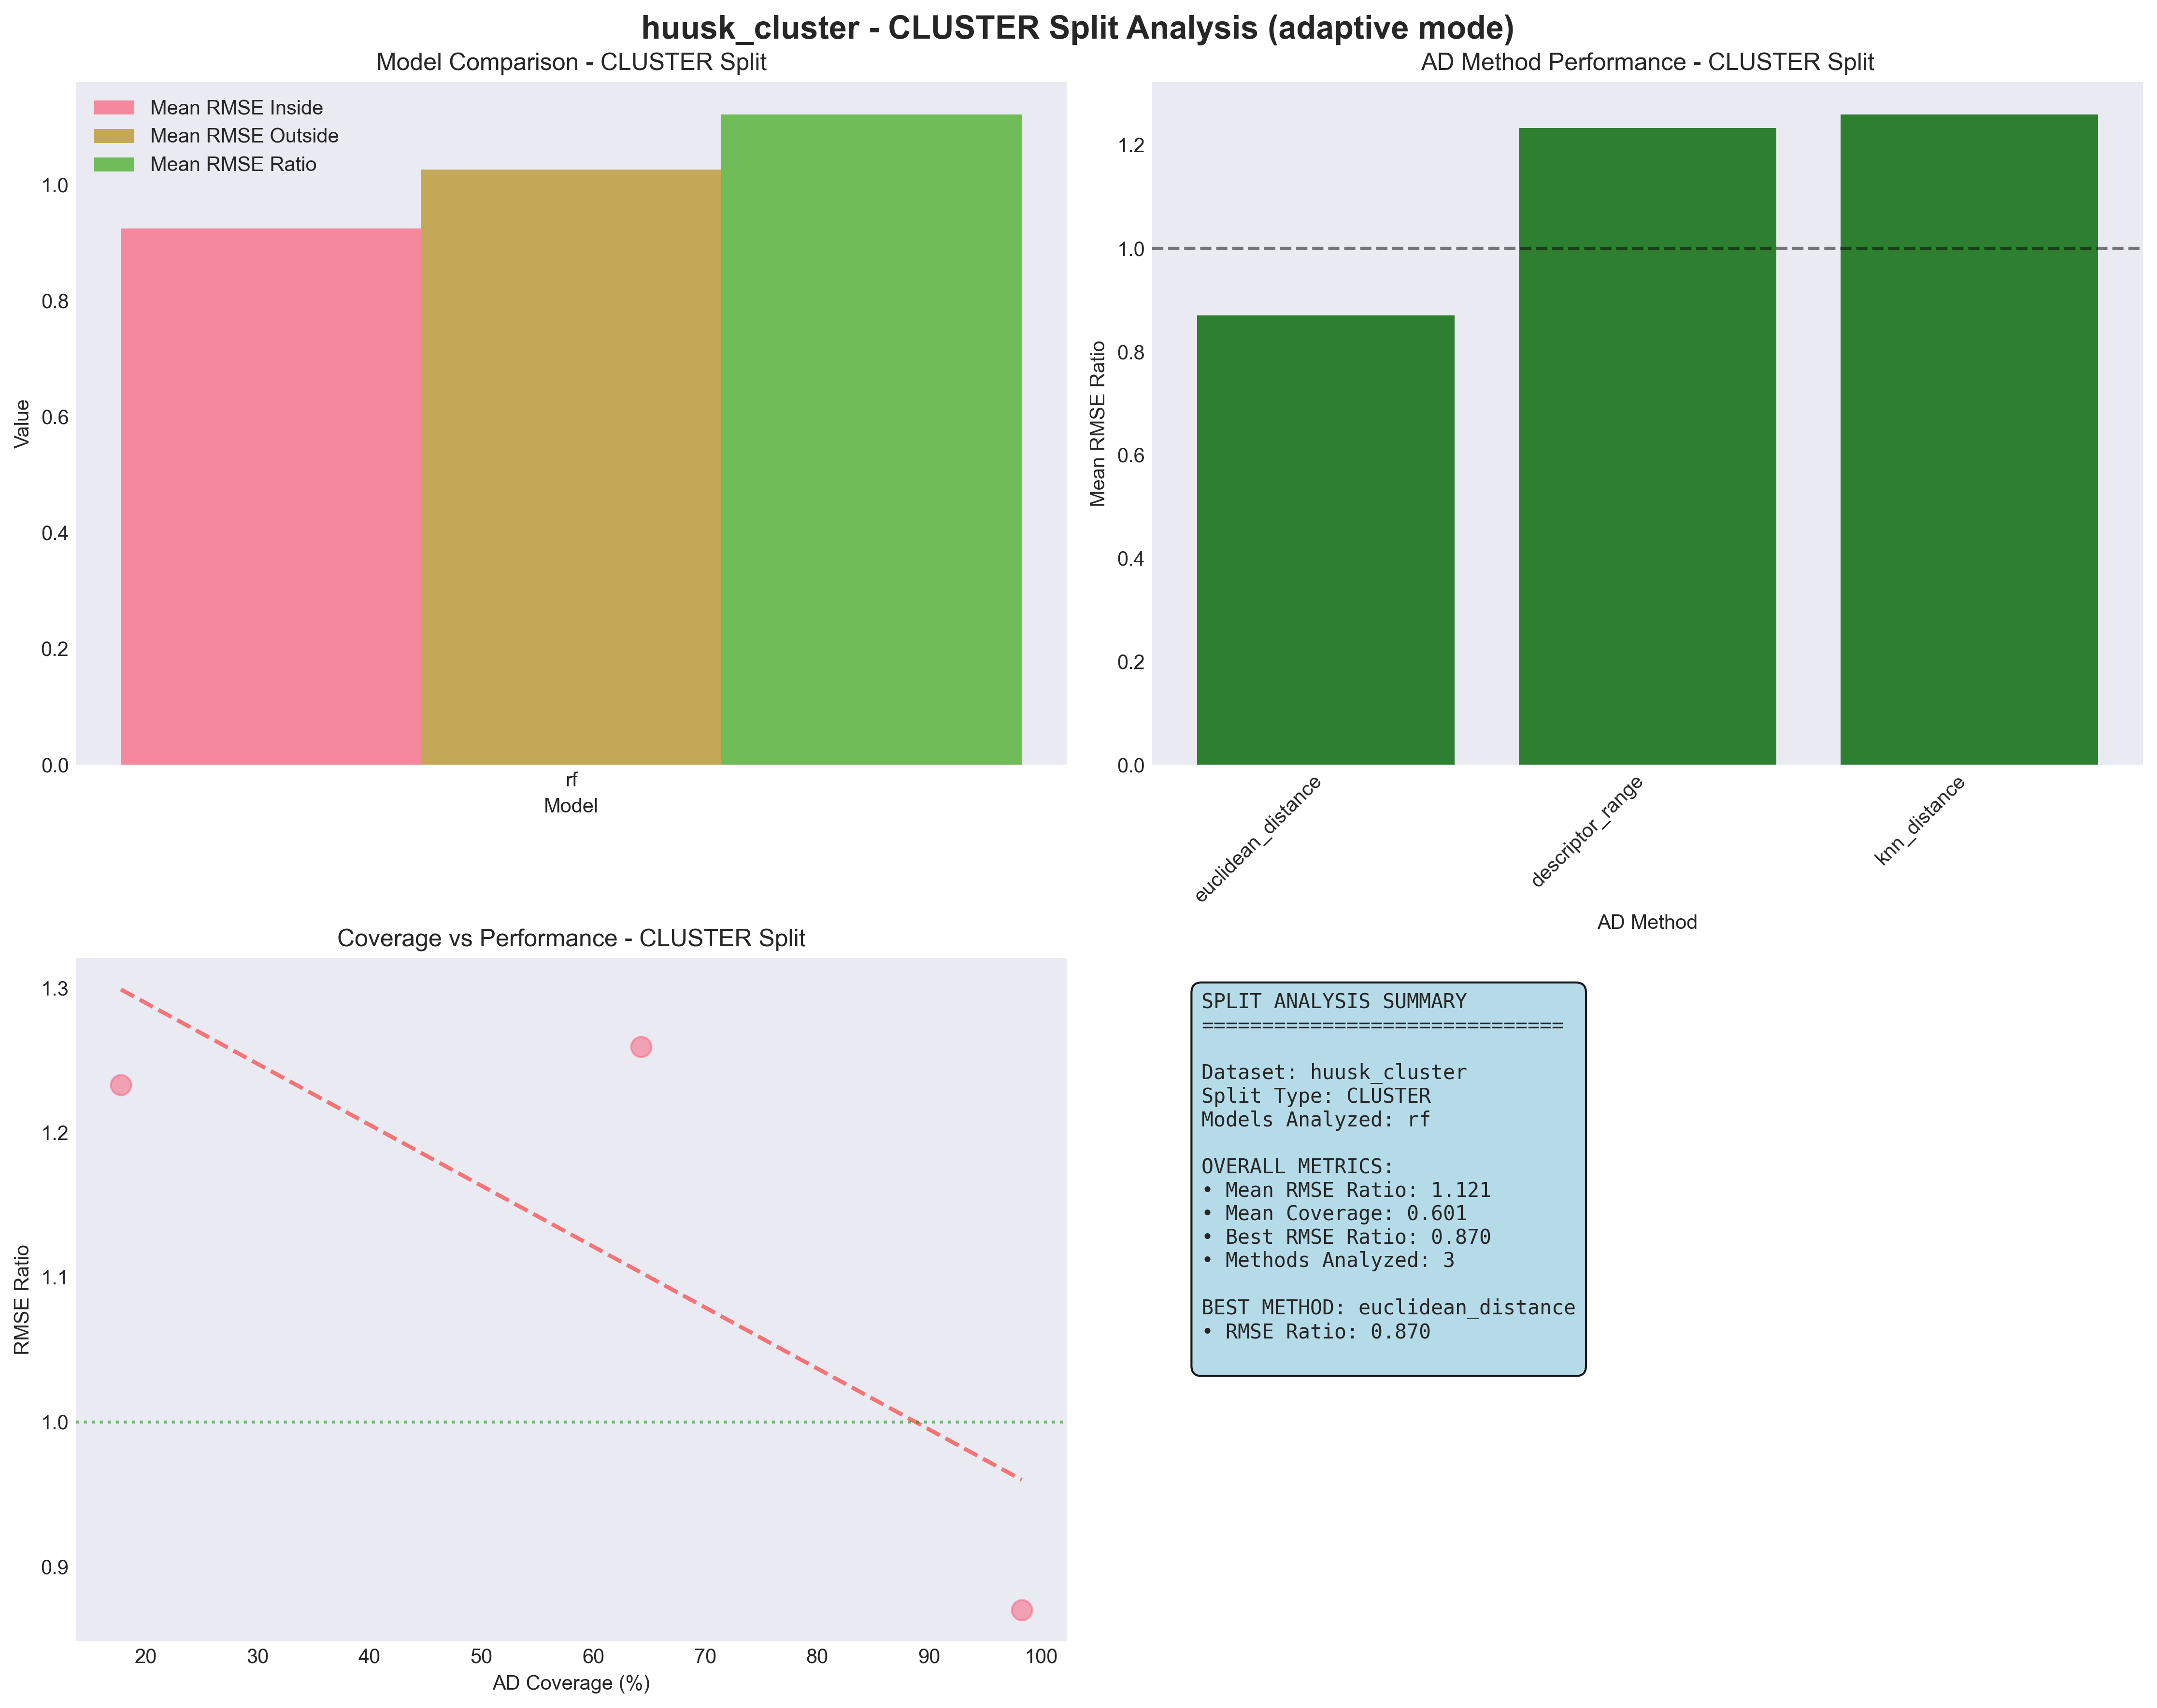 huusk_cluster - CLUSTER Split Analysis (adaptive mode)
Model Comparison - CLUSTER Split
Mean RMSE Inside
Mean RMSE Outside
Mean RMSE Ratio
1.0
0.8
0.6
0.4
0.2
0.0
Value
rf
Model
AD Method Performance - CLUSTER Split
1.2
1.0
0.8
0.6
0.4
0.2
0.0
Mean RMSE Ratio
euclidean_distance
descriptor_range
knn_distance
AD Method
Coverage vs Performance - CLUSTER Split
1.3
1.2
1.1
1.0
0.9
RMSE Ratio
20 30 40 50 60 70 80 90 100
AD Coverage (%)
SPLIT ANALYSIS SUMMARY
==============================
Dataset: huusk_cluster
Split Type: CLUSTER
Models Analyzed: rf
OVERALL METRICS:
• Mean RMSE Ratio: 1.121
• Mean Coverage: 0.601
• Best RMSE Ratio: 0.870
• Methods Analyzed: 3
BEST METHOD: euclidean_distance
• RMSE Ratio: 0.870